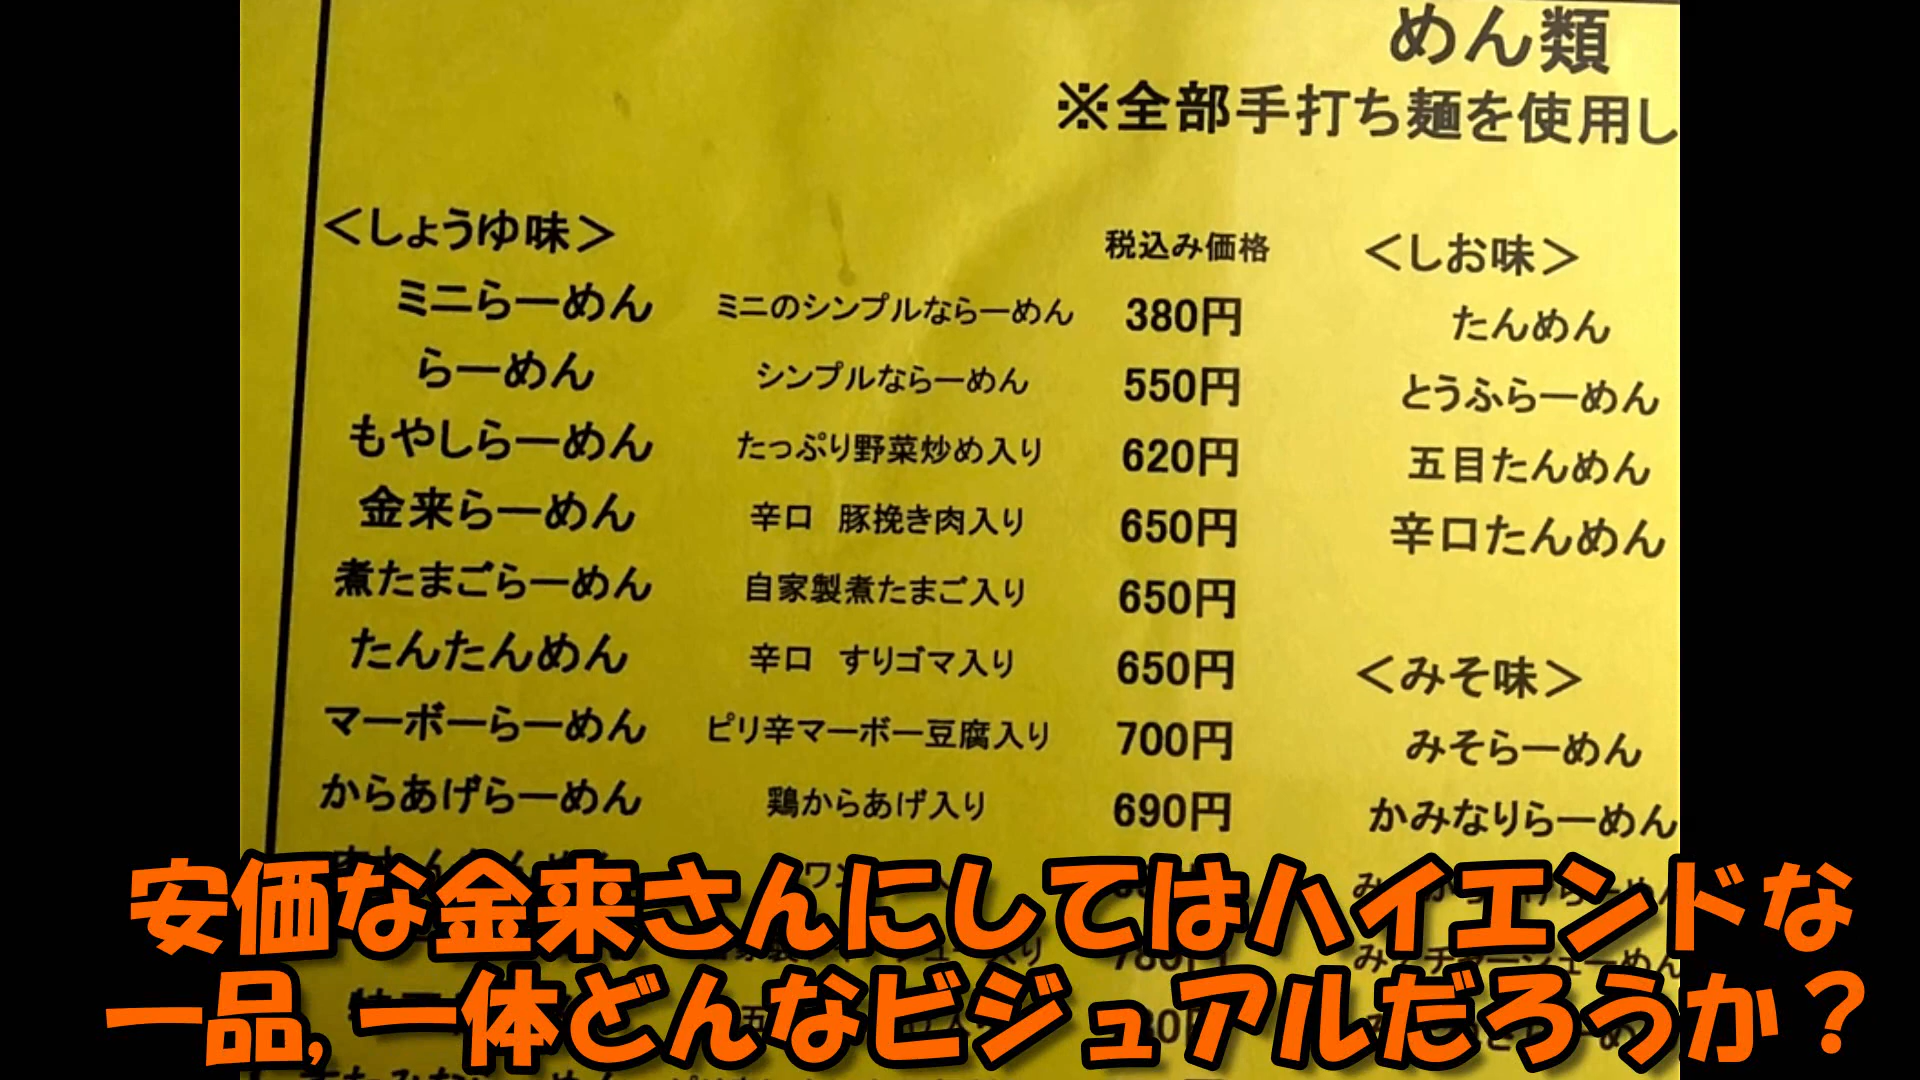 めん類
※全部手打ち麺を使用し
<しょうゆ味> 税込み価格
ミニらーめん ミニのシンプルならーめん 380円
らーめん シンプルならーめん 550円
もやしらーめん たっぷり野菜炒め入り 620円
金来らーめん 辛口 豚挽き肉入り 650円
煮たまごらーめん 自家製煮たまご入り 650円
たんたんめん 辛口 すりゴマ入り 650円
マーボーらーめん ピリ辛マーボー豆腐入り 700円
からあげらーめん 鶏からあげ入り 690円
<しお味>
たんめん
とうふらーめん
五目たんめん
辛口たんめん
<みそ味>
みそらーめん
かみなりらーめん
安価な金来さんにしてはハイエンドな
一品,一体どんなビジュアルだろうか？